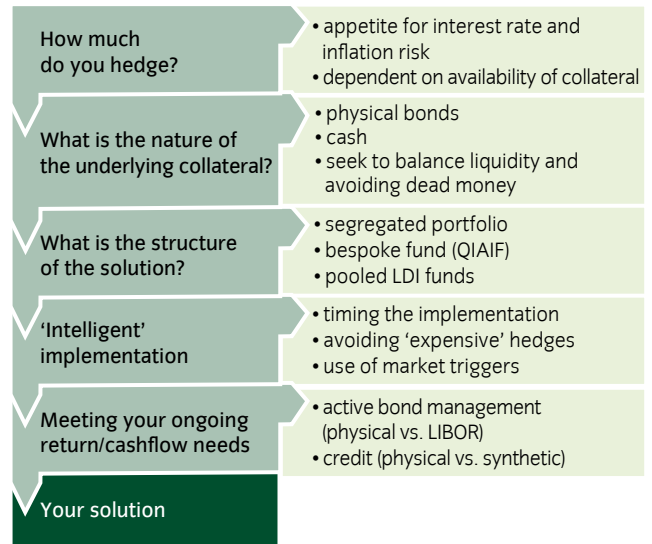 How much
do you hedge?
• appetite for interest rate and
inflation risk
• dependent on availability of collateral
What is the nature of
the underlying collateral?
• physical bonds
• cash
• seek to balance liquidity and
avoiding dead money
What is the structure
of the solution?
• segregated portfolio
• bespoke fund (QIAIF)
• pooled LDI funds
‘Intelligent’
implementation
• timing the implementation
• avoiding ‘expensive’ hedges
• use of market triggers
Meeting your ongoing
return/cashflow needs
• active bond management
(physical vs. LIBOR)
• credit (physical vs. synthetic)
Your solution